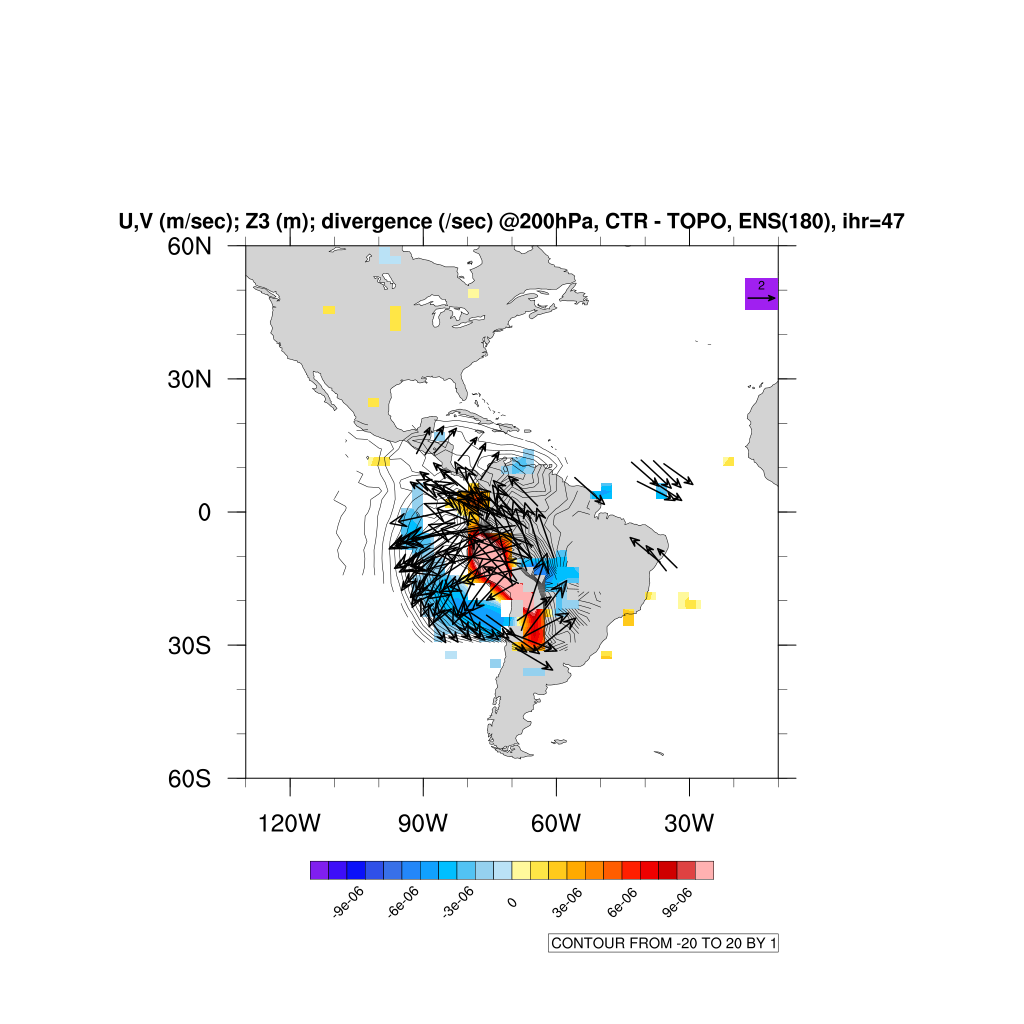 U,V (m/sec); Z3 (m); divergence (/sec) @200hPa, CTR - TOPO, ENS(180), ihr=47
60N
2
30N
0
30S
60S
120W 90W 60W 30W
-9e-06 -6e-06 -3e-06 0 3e-06 6e-06 9e-06
CONTOUR FROM -20 TO 20 BY 1